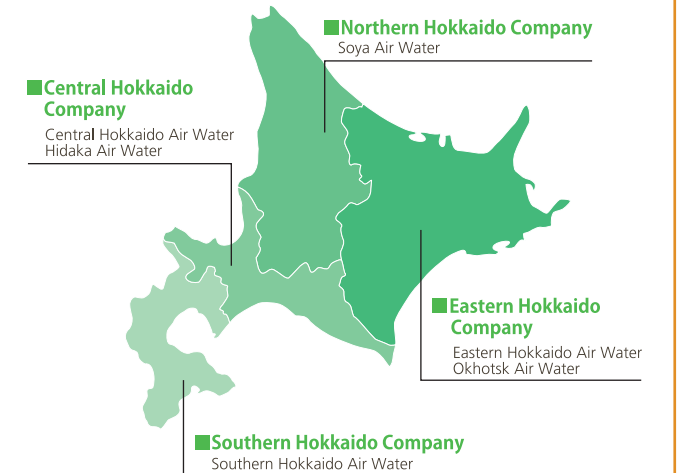 ■Northern Hokkaido Company
Soya Air Water
■Central Hokkaido
Company
Central Hokkaido Air Water
Hidaka Air Water
■Eastern Hokkaido
Company
Eastern Hokkaido Air Water
Okhotsk Air Water
■Southern Hokkaido Company
Southern Hokkaido Air Water